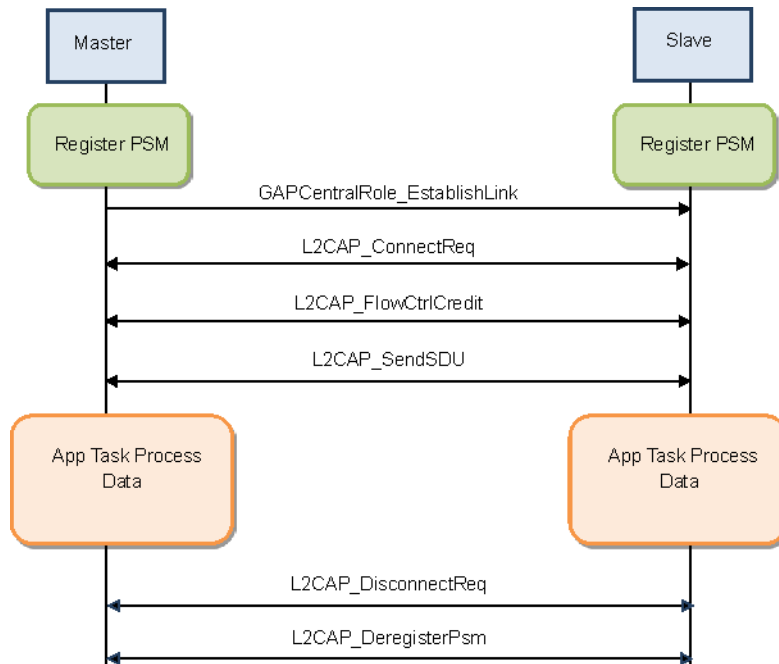 Master
Slave
Register PSM
Register PSM
GAPCentralRole_EstablishLink
L2CAP_ConnectReq
L2CAP_FlowCtrlCredit
L2CAP_SendSDU
App Task Process
Data
App Task Process
Data
L2CAP_DisconnectReq
L2CAP_DeregisterPsm